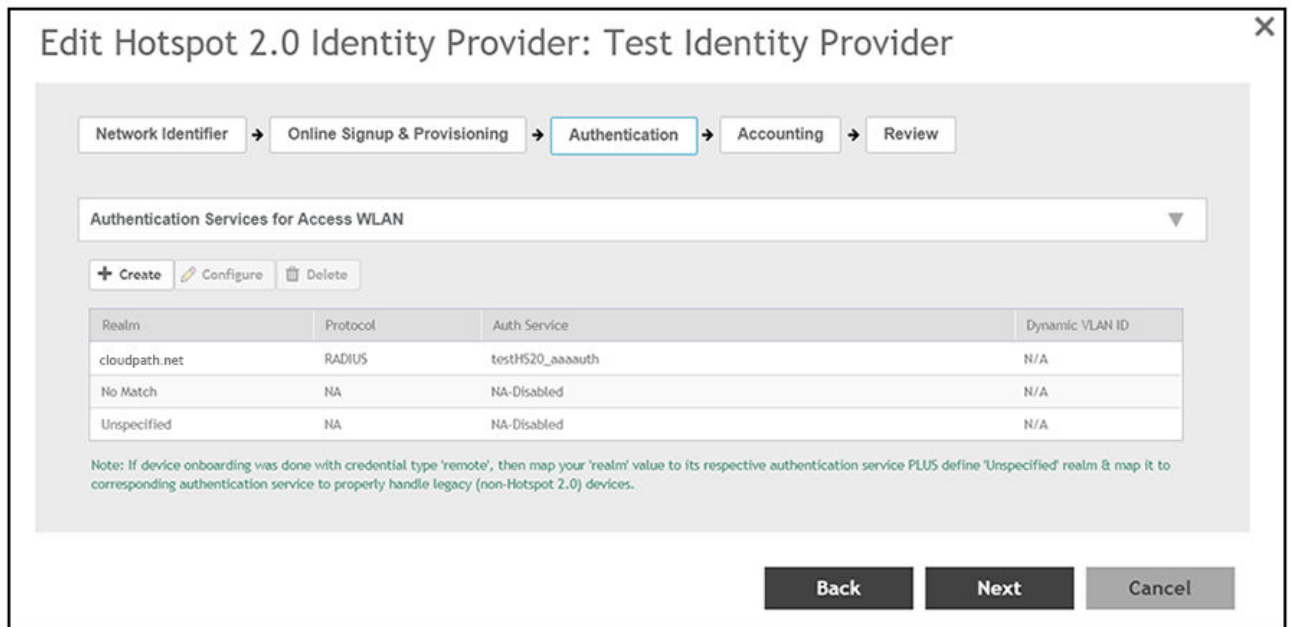 Edit Hotspot 2.0 Identity Provider: Test Identity Provider
Network Identifier Online Signup & Provisioning Authentication Accounting Review
Authentication Services for Access WLAN
Create Configure Delete
Realm Protocol Auth Service Dynamic VLAN ID
cloudpath.net RADIUS testHS20_aaaauth N/A
No Match NA NA-Disabled N/A
Unspecified NA NA-Disabled N/A
Note: If device onboarding was done with credential type 'remote', then map your 'realm' value to its respective authentication service PLUS define 'Unspecified' realm & map it to
corresponding authentication service to properly handle legacy (non-Hotspot 2.0) devices.
Back Next Cancel